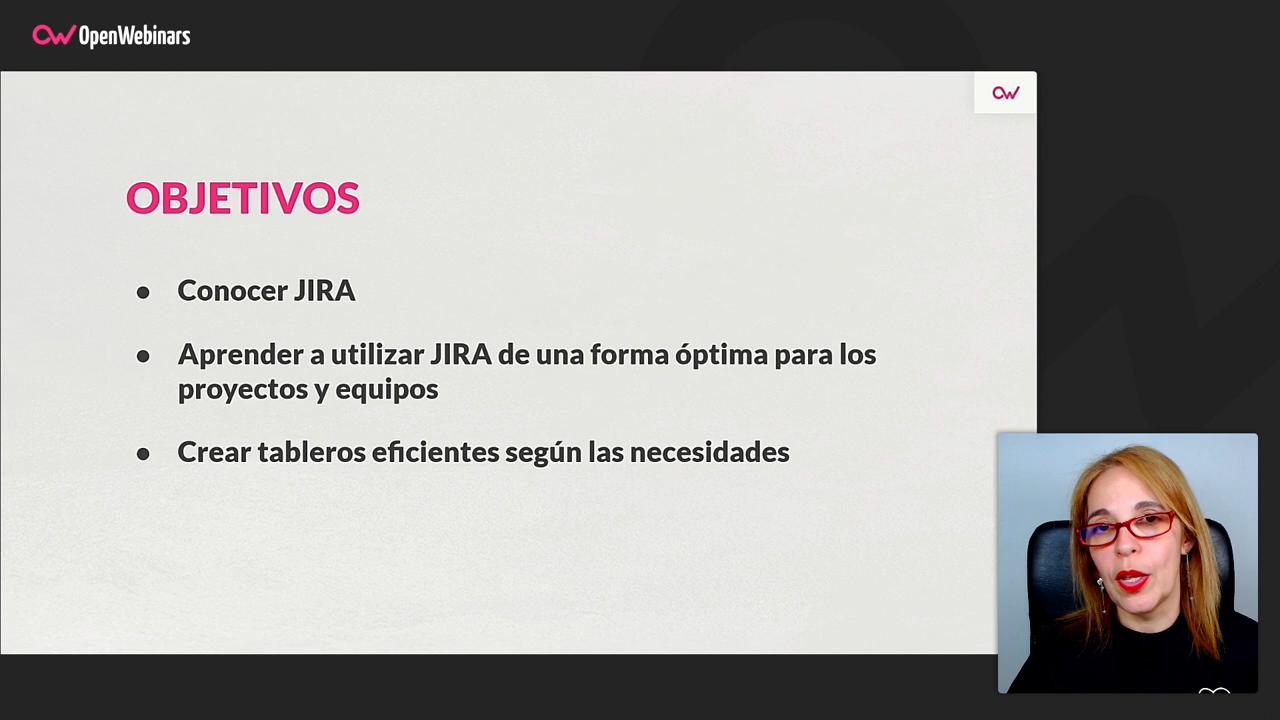 OpenWebinars
OBJETIVOS
● Conocer JIRA
● Aprender a utilizar JIRA de una forma óptima para los
proyectos y equipos
● Crear tableros eficientes según las necesidades